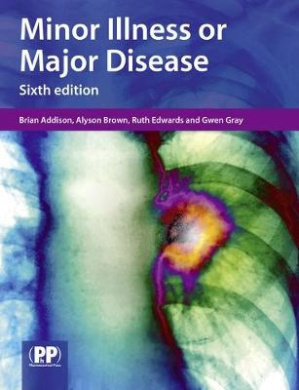 Minor Illness or
Major Disease
Sixth edition
Brian Addison, Alyson Brown, Ruth Edwards and Gwen Gray
PP
Pharmaceutical Press